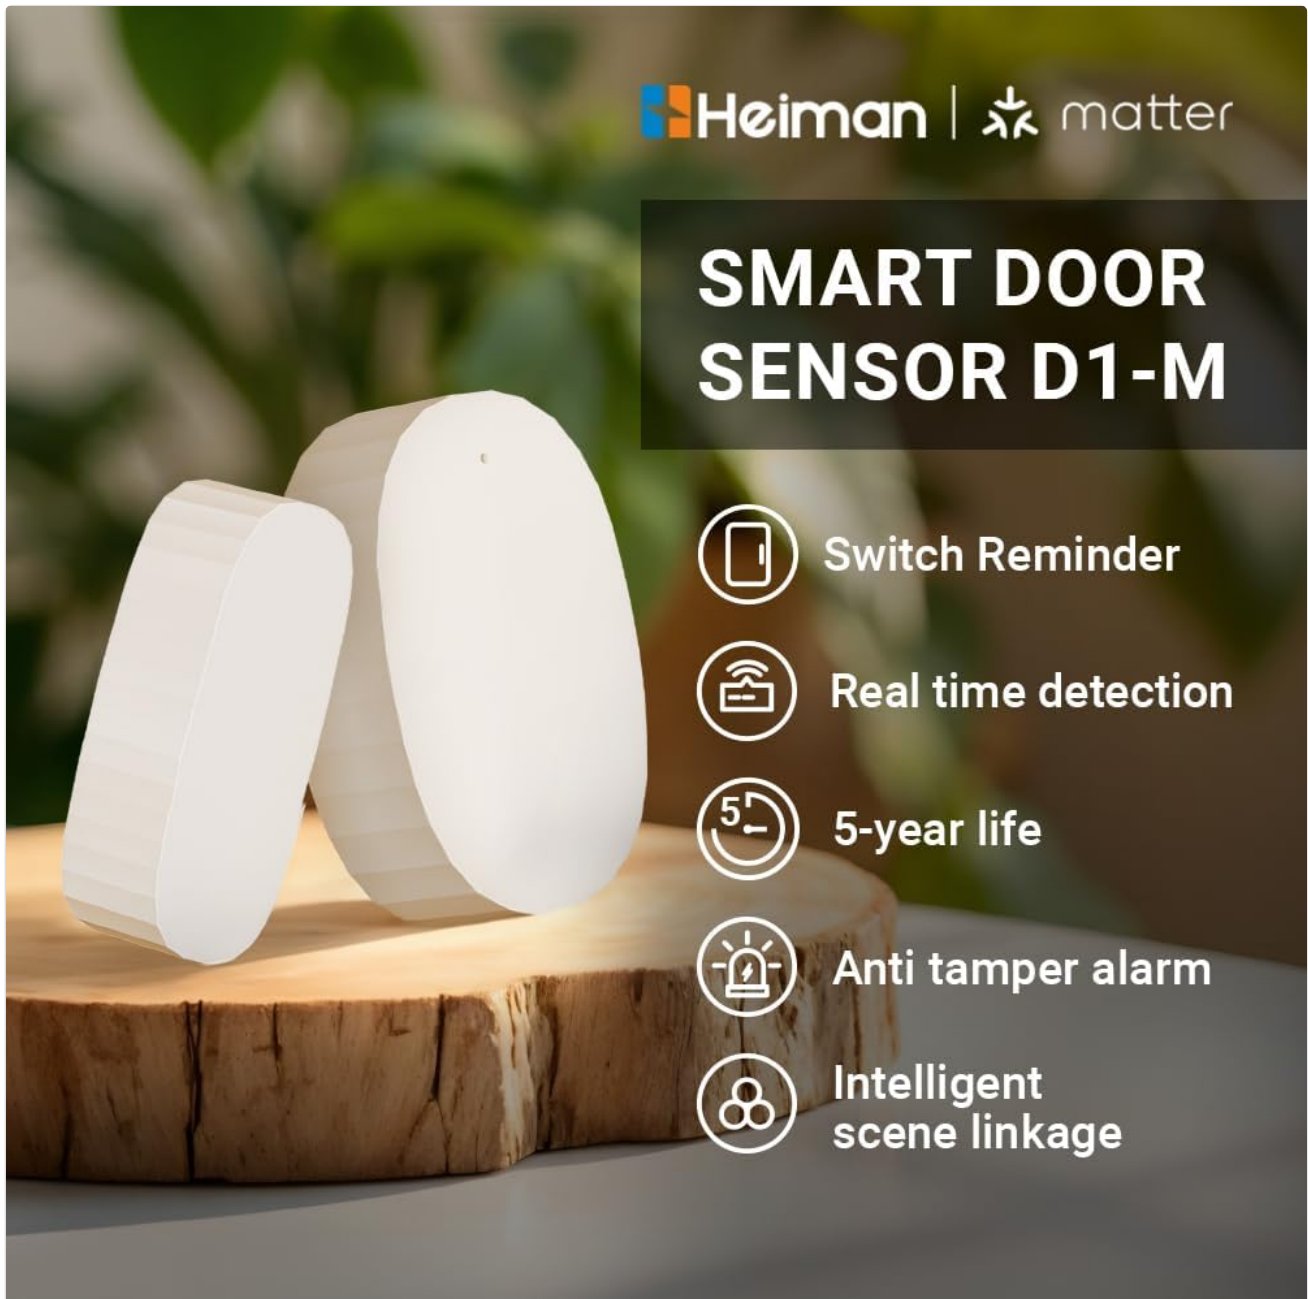 Heiman | matter
SMART DOOR
SENSOR D1-M
Switch Reminder
Real time detection
5
5-year life
Anti tamper alarm
Intelligent
scene linkage